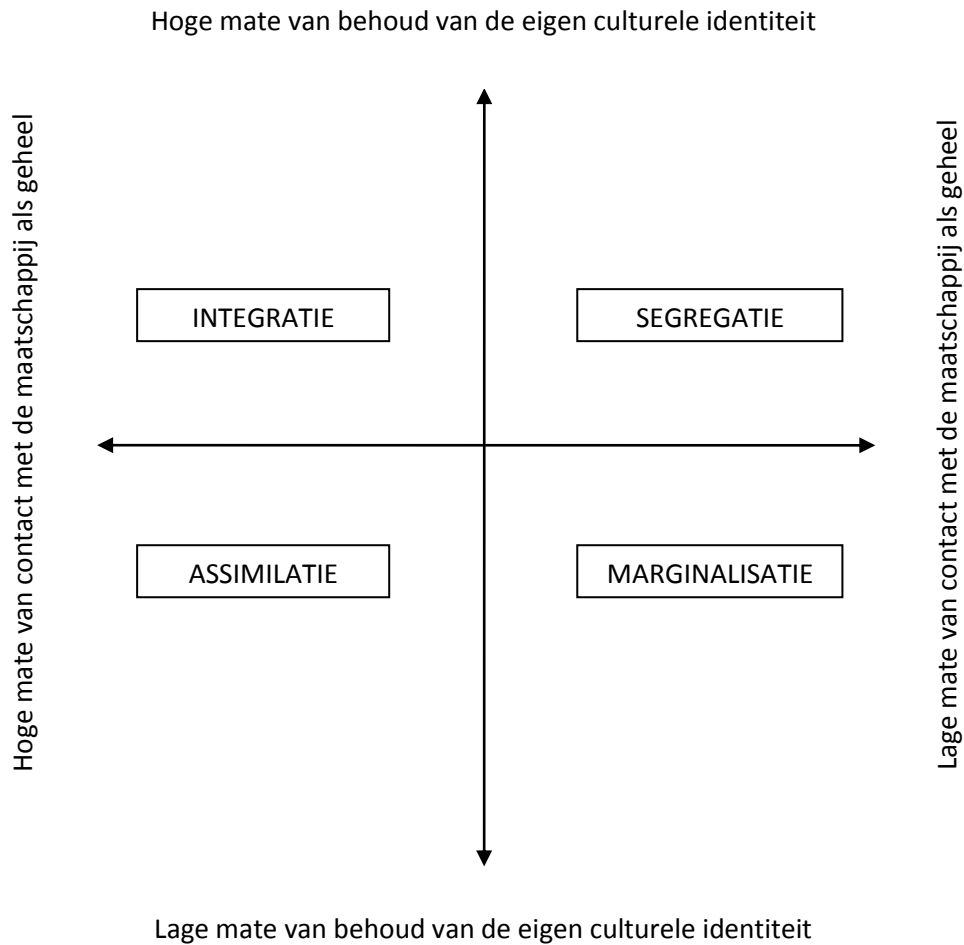 Hoge mate van behoud van de eigen culturele identiteit
Hoge mate van contact met de maatschappij als geheel
Lage mate van contact met de maatschappij als geheel
INTEGRATIE
SEGREGATIE
ASSIMILATIE
MARGINALISATIE
Lage mate van behoud van de eigen culturele identiteit